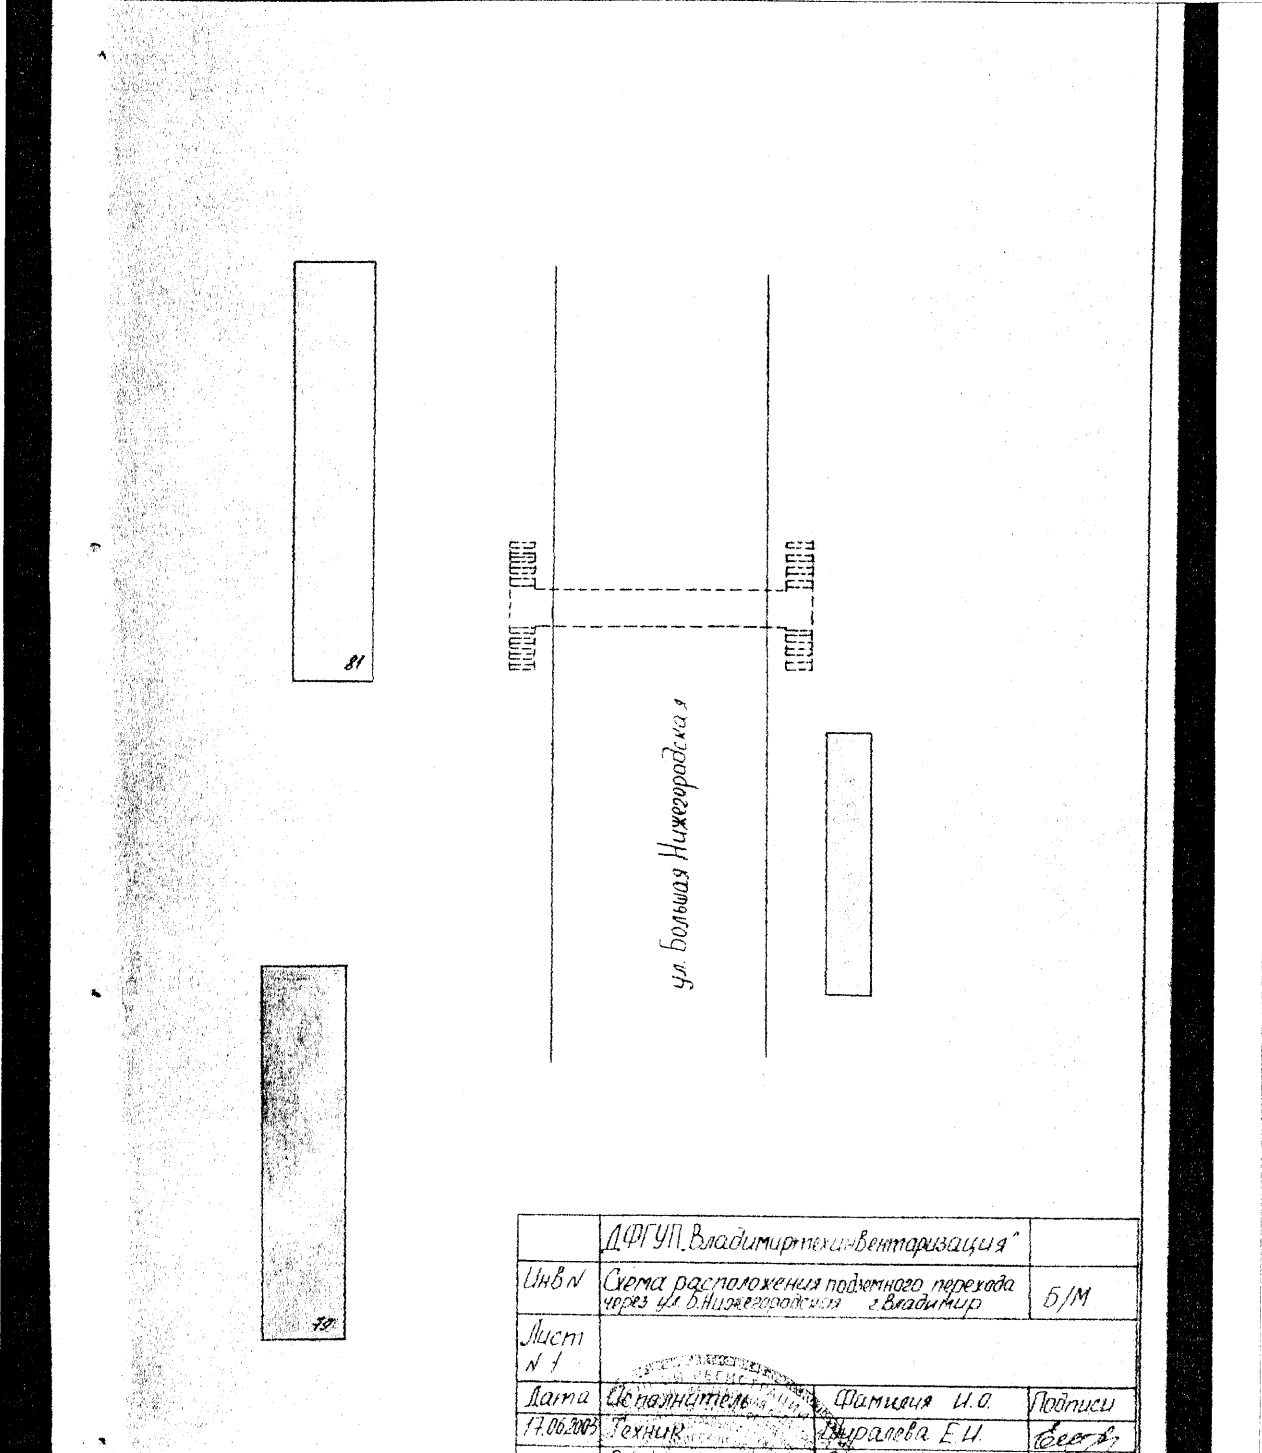 81
ул. Большая Нижегородская
79
ДФГУП „Владимиртехинвентаризация"
Инв N
Схема расположения подземного перехода
через ул. Б. Нижегородская г. Владимир
Б/М
Лист
N 1
Дата Исполнитель Фамилия И.О. Подписи
17.06.2003 Техник Е.И.